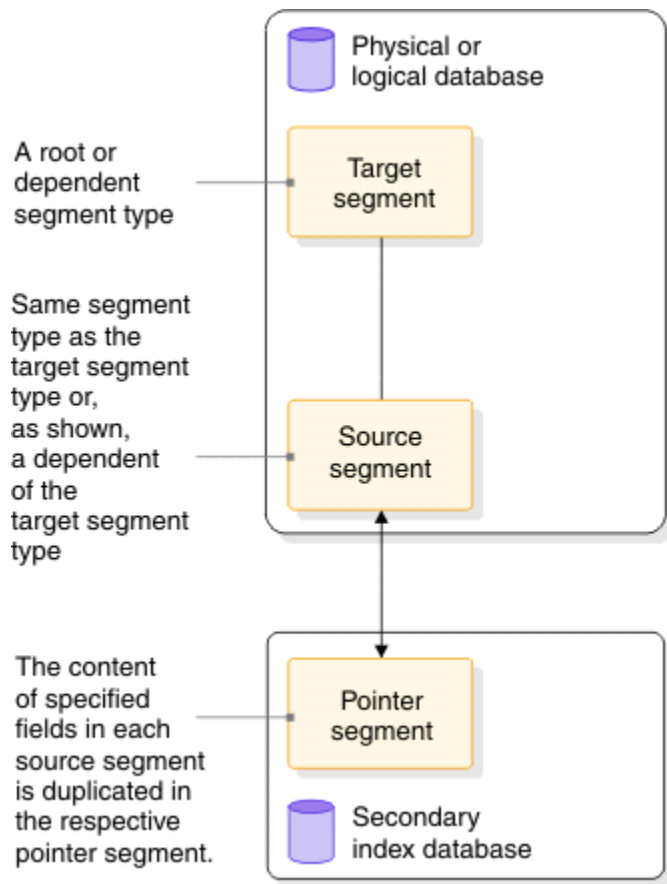 Physical or
logical database
A root or
dependent
segment type
Target
segment
Same segment
type as the
target segment
type or,
as shown,
a dependent
of the
target segment
type
Source
segment
The content
of specified
fields in each
source segment
is duplicated in
the respective
pointer segment.
Pointer
segment
Secondary
index database